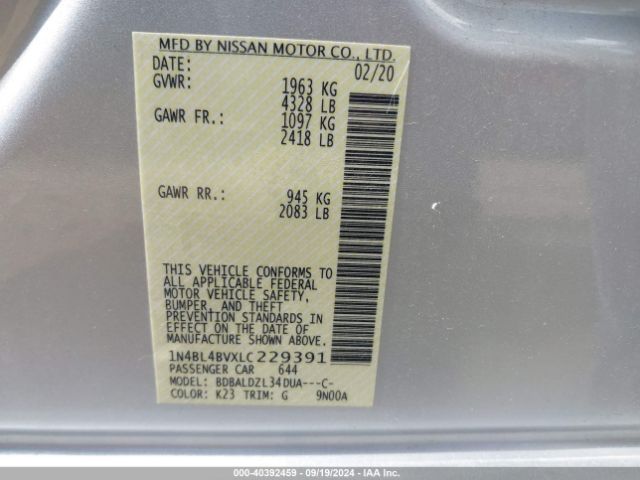 MFD BY NISSAN MOTOR CO., LTD.
DATE: 02/20
GVWR: 1963 KG
4328 LB
GAWR FR.: 1097 KG
2418 LB
GAWR RR.: 945 KG
2083 LB
THIS VEHICLE CONFORMS TO
ALL APPLICABLE FEDERAL
MOTOR VEHICLE SAFETY,
BUMPER, AND THEFT
PREVENTION STANDARDS IN
EFFECT ON THE DATE OF
MANUFACTURE SHOWN ABOVE.
1N4BL4BVXLC229391
PASSENGER CAR 644
MODEL: BDBALDZL34DUA---C-
COLOR: K23 TRIM: G 9N00A
000-40392459 - 09/19/2024 - IAAI.COM